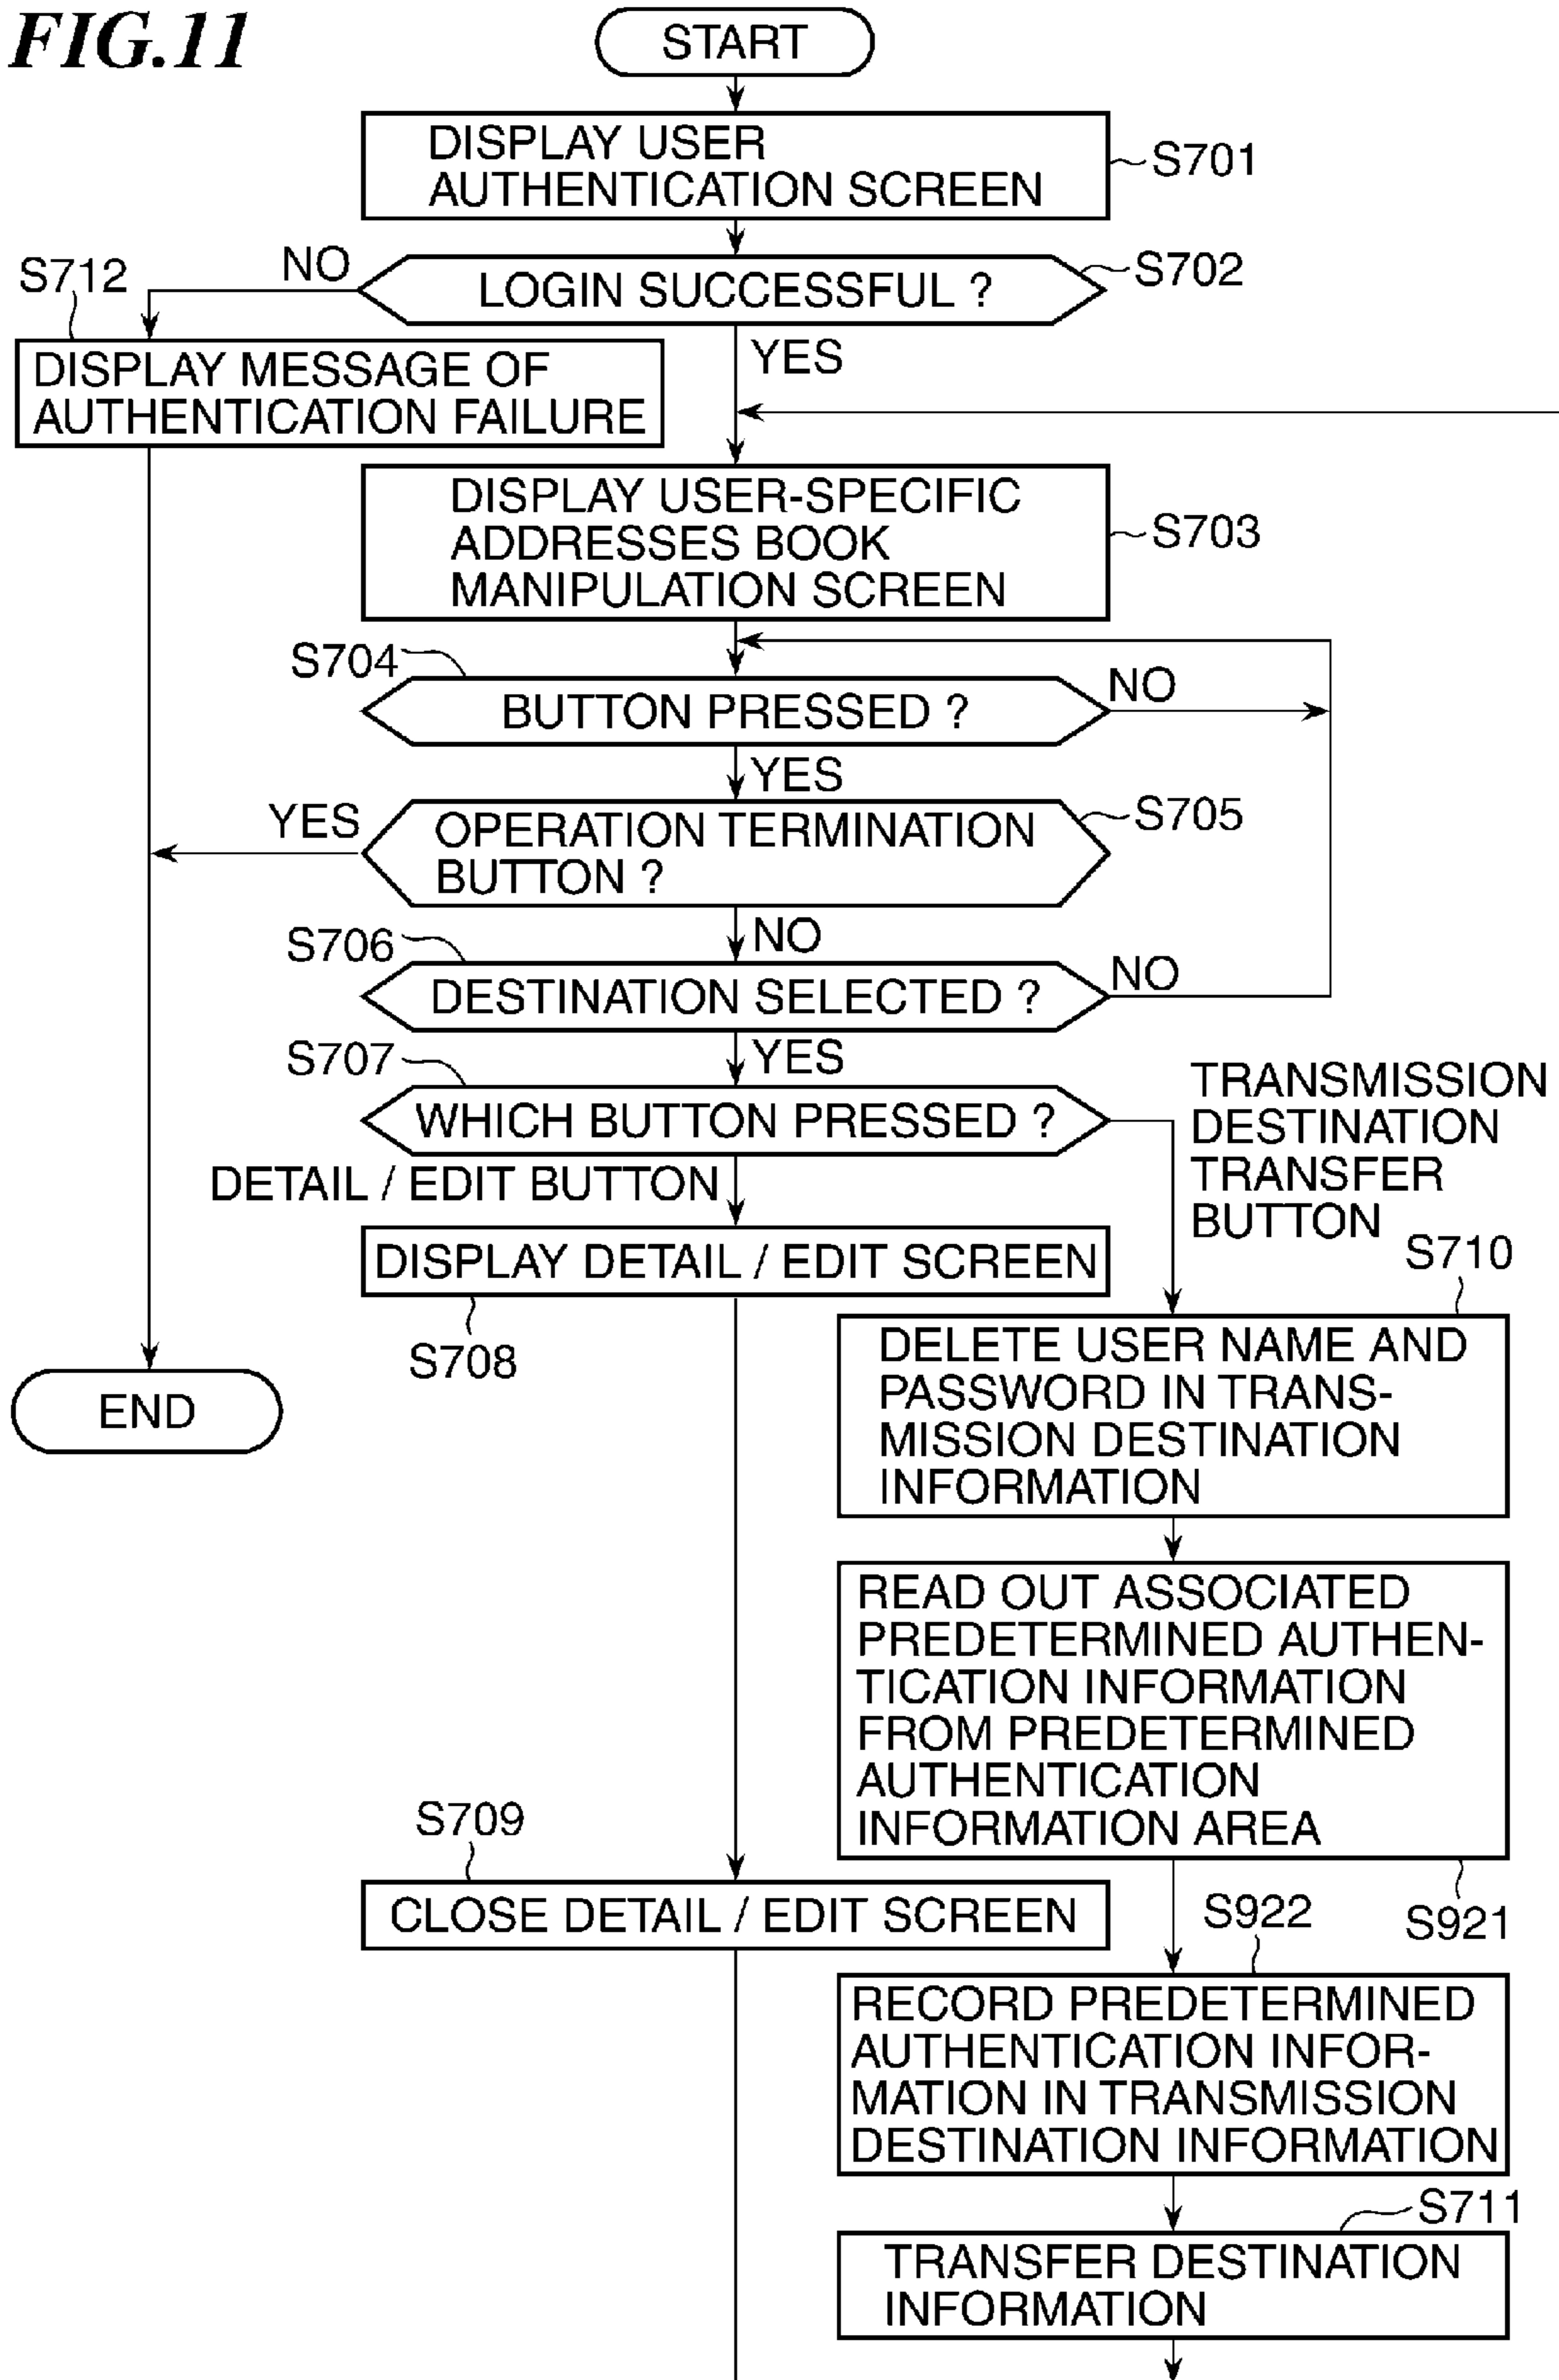 FIG.11
START
DISPLAY USER
AUTHENTICATION SCREEN
S701
S712
NO
LOGIN SUCCESSFUL ?
S702
DISPLAY MESSAGE OF
AUTHENTICATION FAILURE
YES
DISPLAY USER-SPECIFIC
ADDRESSES BOOK
MANIPULATION SCREEN
S703
S704
BUTTON PRESSED ?
NO
YES
YES
OPERATION TERMINATION
BUTTON ?
S705
NO
S706
DESTINATION SELECTED ?
NO
YES
S707
WHICH BUTTON PRESSED ?
TRANSMISSION
DESTINATION
TRANSFER
BUTTON
DETAIL / EDIT BUTTON
DISPLAY DETAIL / EDIT SCREEN
S708
S710
DELETE USER NAME AND
PASSWORD IN TRANS-
MISSION DESTINATION
INFORMATION
END
READ OUT ASSOCIATED
PREDETERMINED AUTHEN-
TICATION INFORMATION
FROM PREDETERMINED
AUTHENTICATION
INFORMATION AREA
S921
S709
CLOSE DETAIL / EDIT SCREEN
S922
RECORD PREDETERMINED
AUTHENTICATION INFOR-
MATION IN TRANSMISSION
DESTINATION INFORMATION
S711
TRANSFER DESTINATION
INFORMATION